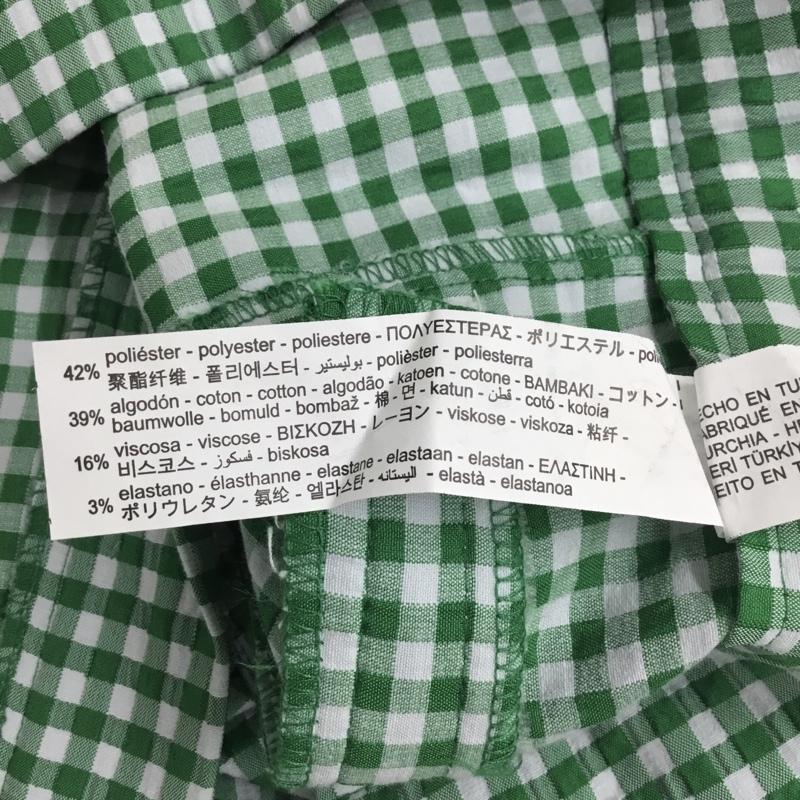 42% poliéster - polyester - poliestere - ΠΟΛΥΕΣΤΕΡΑΣ - ポリエステル -
聚酯纤维 - 폴리에스터 - بوليستير - polièster - poliesterra
39% algodón - coton - cotton - algodão - katoen - cotone - BAMBAKI - コットン -
baumwolle - bomuld - bombaž - 棉 - 면 - katun - قطن - cotó - kotoia
16% viscosa - viscose - ΒΙΣΚΟΖΗ - レーヨン - viskose - viskoza - 粘纤 -
비스코스 - فسكوز - biskosa
3% elastano - élasthanne - elastane - elastaan - elastan - ΕΛΑΣΤΙΝΗ -
ポリウレタン - 氨纶 - 엘라스탄 - اليستانه - elastà - elastanoa
ECHO EN TU
ABRIQUÉ EN
URCHIA - H
ERİ TÜRKİY
EITO EN T